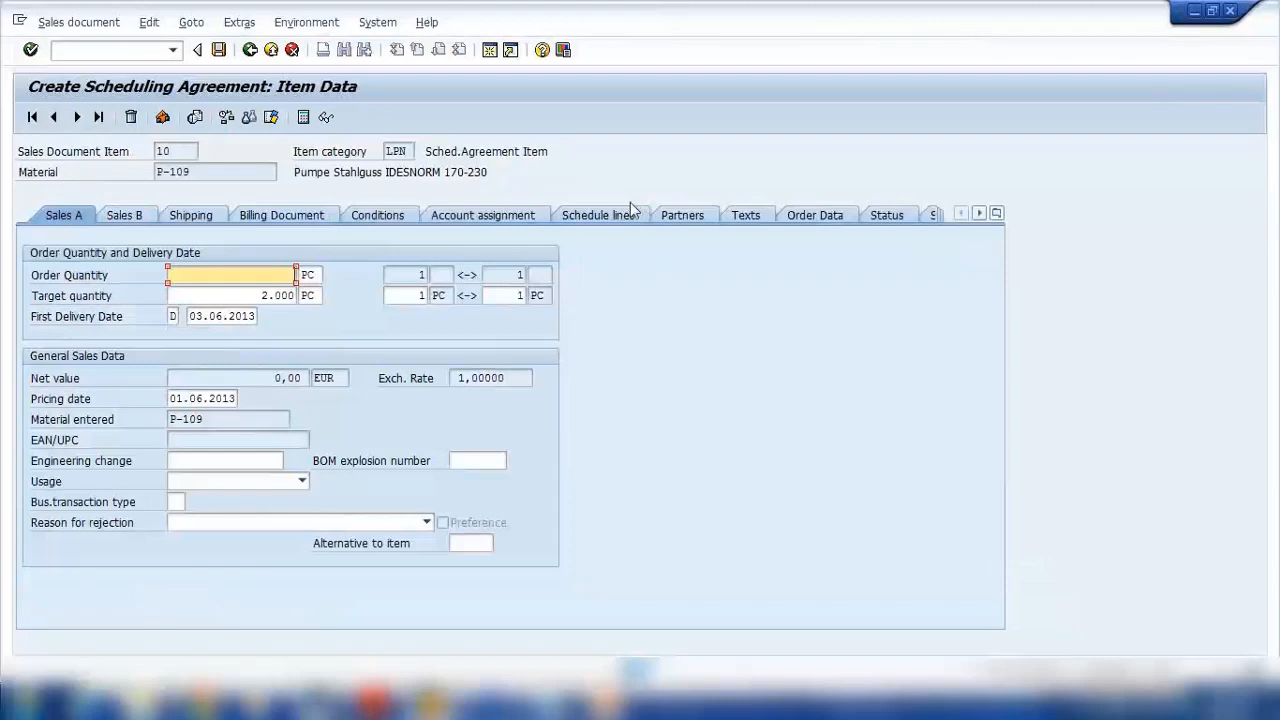 Sales document Edit Goto Extras Environment System Help
Create Scheduling Agreement: Item Data
Sales Document Item 10 Item category LPN Sched.Agreement Item
Material P-109 Pumpe Stahlguss IDESNORM 170-230
Sales A Sales B Shipping Billing Document Conditions Account assignment Schedule lines Partners Texts Order Data Status S
Order Quantity and Delivery Date
Order Quantity PC 1 <-> 1
Target quantity 2.000 PC 1 PC <-> 1 PC
First Delivery Date D 03.06.2013
General Sales Data
Net value 0,00 EUR Exch. Rate 1,00000
Pricing date 01.06.2013
Material entered P-109
EAN/UPC
Engineering change BOM explosion number
Usage
Bus.transaction type
Reason for rejection Preference
Alternative to item